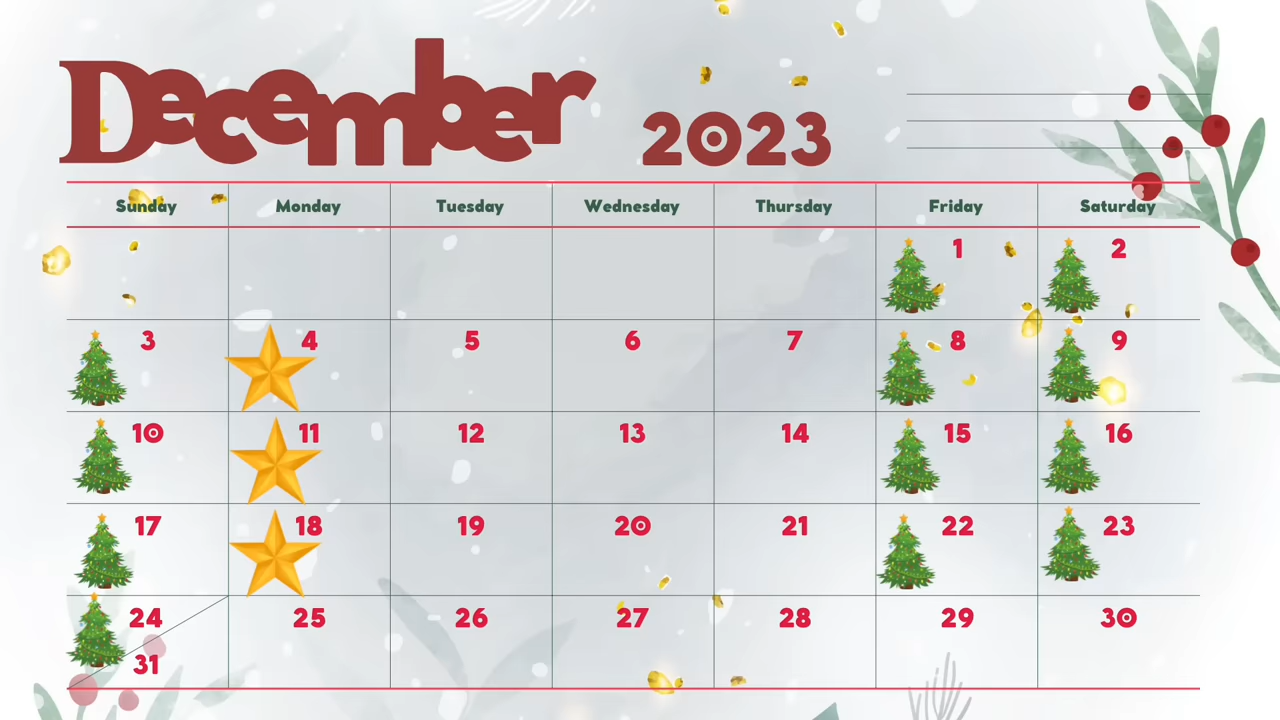 December 2023
Sunday Monday Tuesday Wednesday Thursday Friday Saturday
1 2
3 4 5 6 7 8 9
10 11 12 13 14 15 16
17 18 19 20 21 22 23
24 25 26 27 28 29 30
31